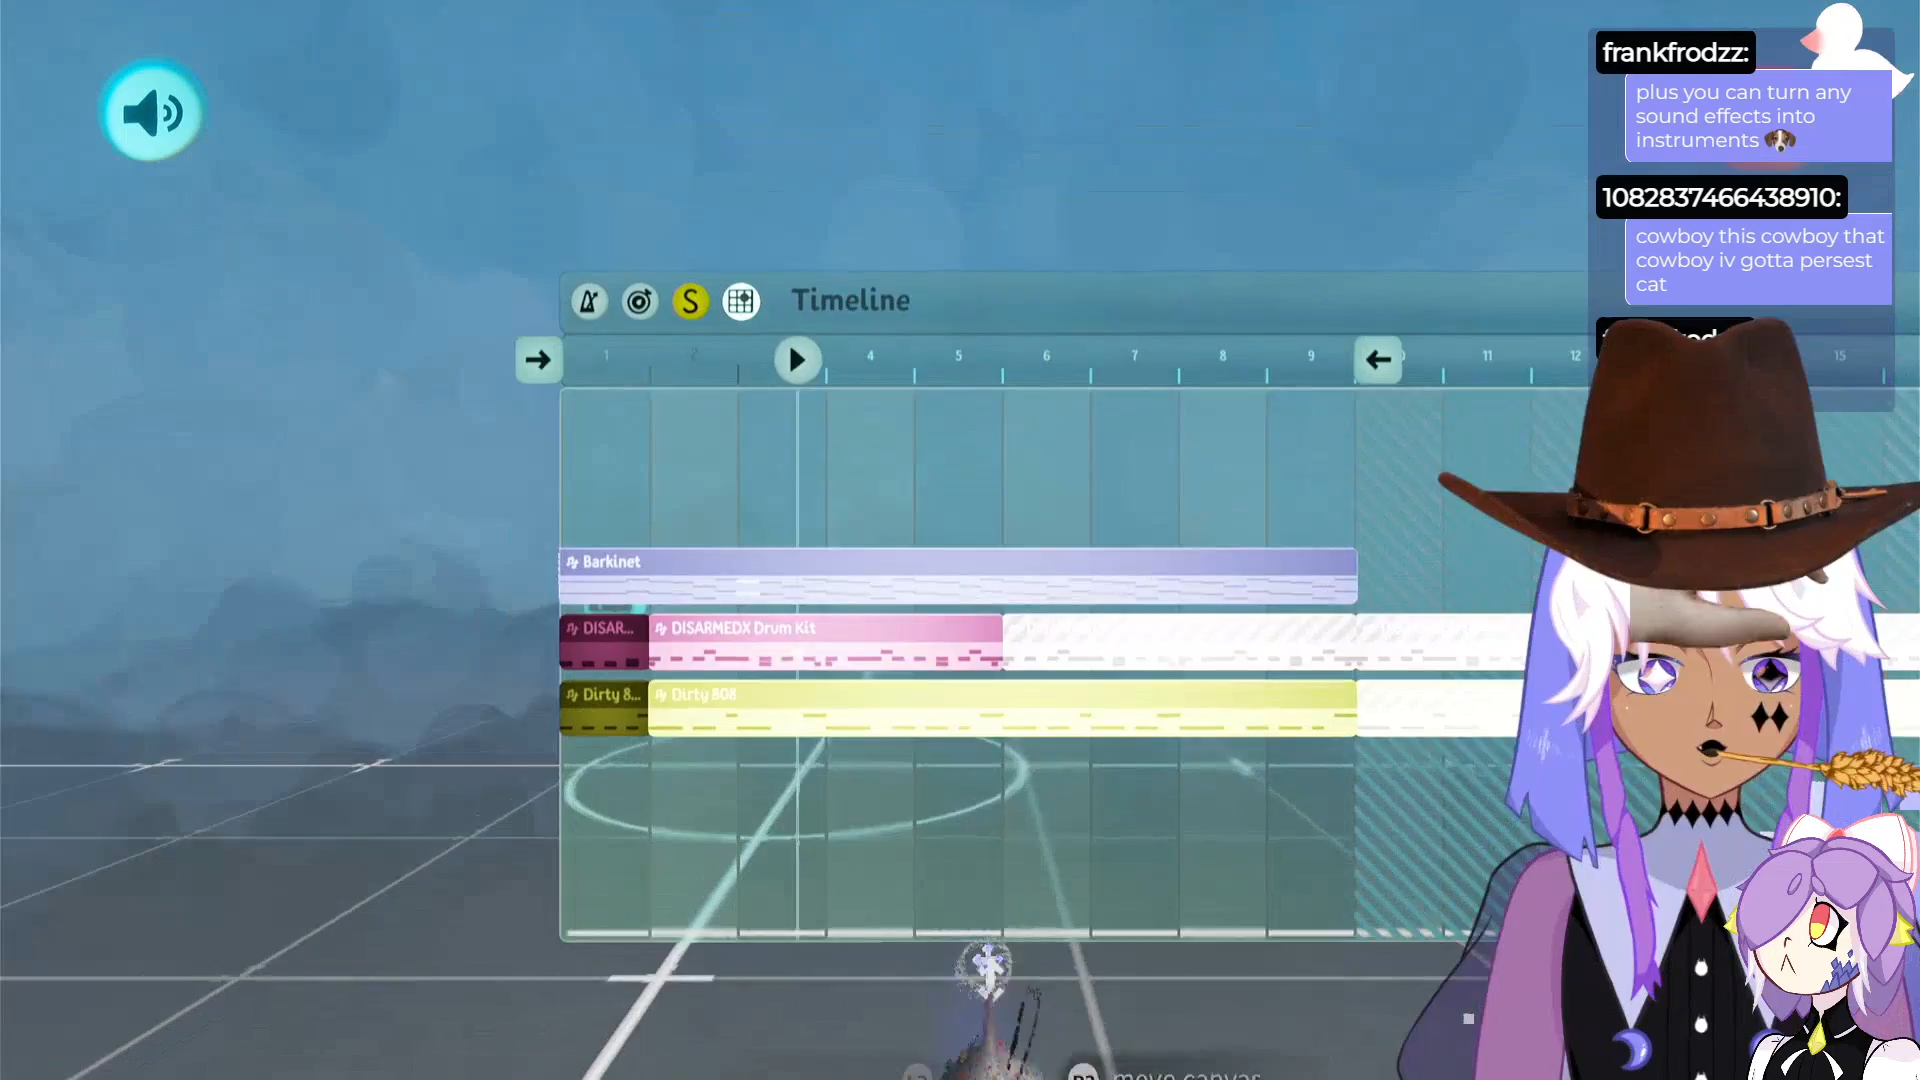 frankfrodzz:
plus you can turn any
sound effects into
instruments
1082837466438910:
cowboy this cowboy that
cowboy iv gotta persest
cat
S
Timeline
1 2 4 5 6 7 8 9 11 12 15
Barkinet
DISAR... DISARMEDX Drum Kit
Dirty 8... Dirty 808
R2 move canvas